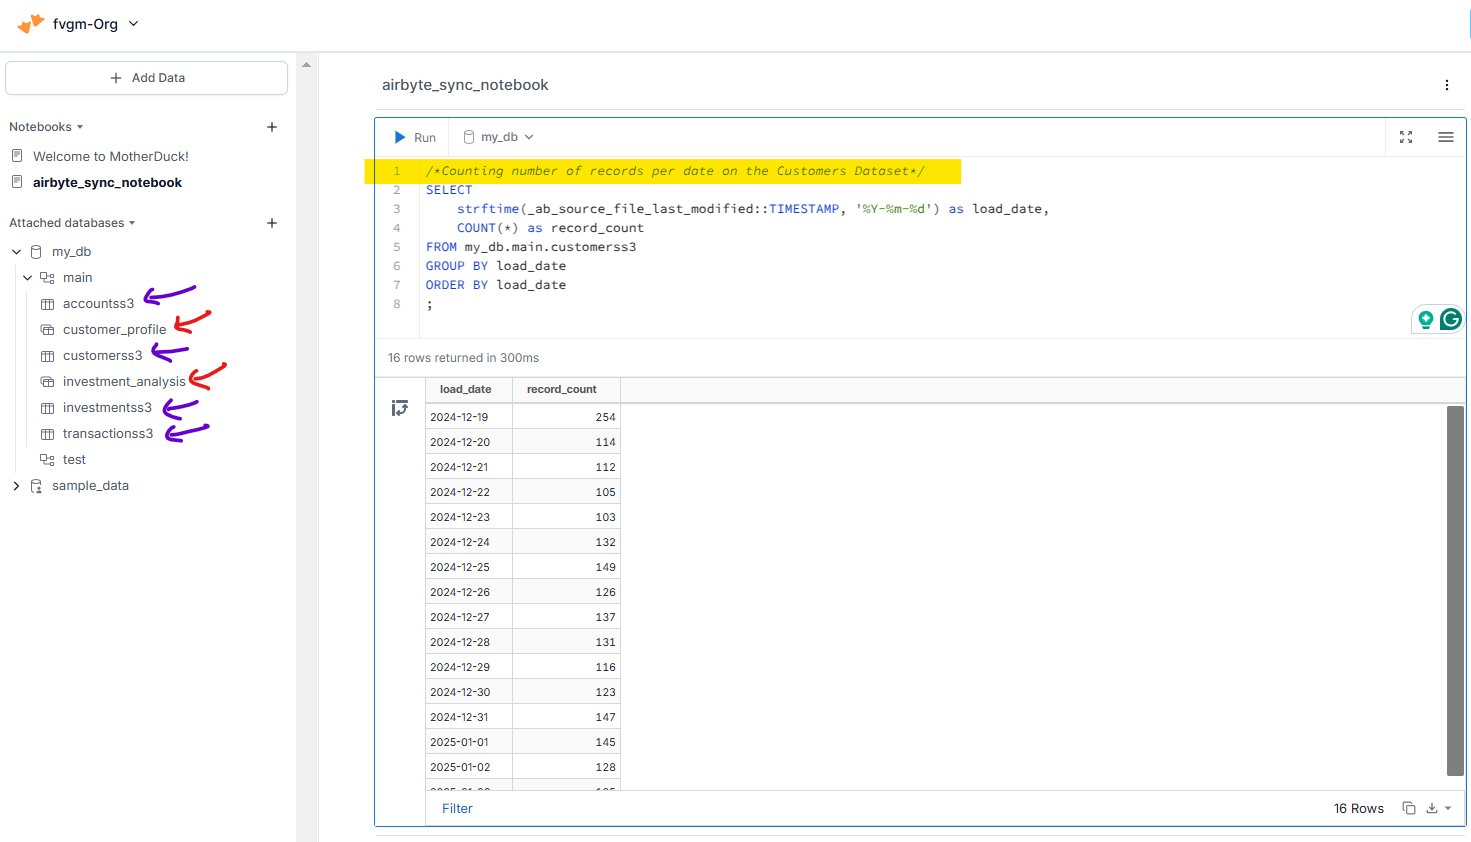 fvgm-Org
Add Data
Notebooks
Welcome to MotherDuck!
airbyte_sync_notebook
Attached databases
my_db
main
accountss3
customer_profile
customerss3
investment_analysis
investmentss3
transactionss3
test
sample_data
airbyte_sync_notebook
Run my_db
1 /*Counting number of records per date on the Customers Dataset*/
2 SELECT
3 strftime(_ab_source_file_last_modified::TIMESTAMP, '%Y-%m-%d') as load_date,
4 COUNT(*) as record_count
5 FROM my_db.main.customerss3
6 GROUP BY load_date
7 ORDER BY load_date
8 ;
16 rows returned in 300ms
load_date record_count
2024-12-19 254
2024-12-20 114
2024-12-21 112
2024-12-22 105
2024-12-23 103
2024-12-24 132
2024-12-25 149
2024-12-26 126
2024-12-27 137
2024-12-28 131
2024-12-29 116
2024-12-30 123
2024-12-31 147
2025-01-01 145
2025-01-02 128
Filter 16 Rows